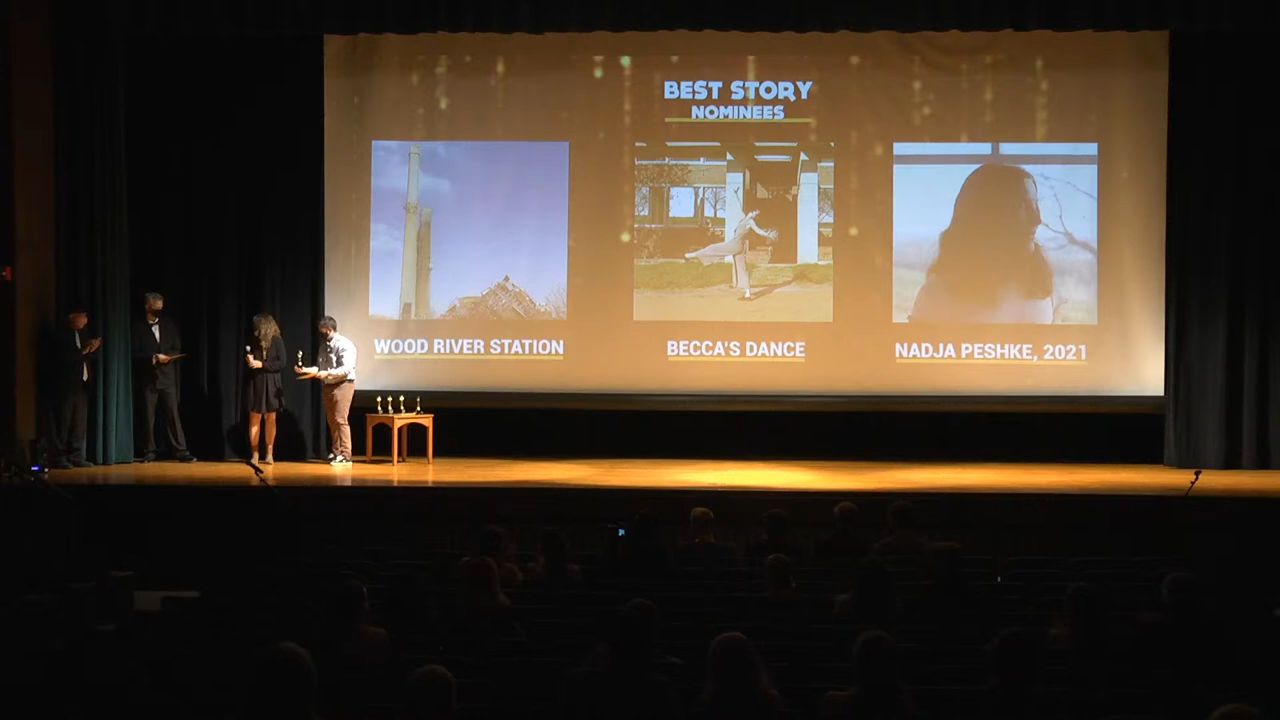 BEST STORY
NOMINEES
WOOD RIVER STATION
BECCA'S DANCE
NADJA PESHKE, 2021